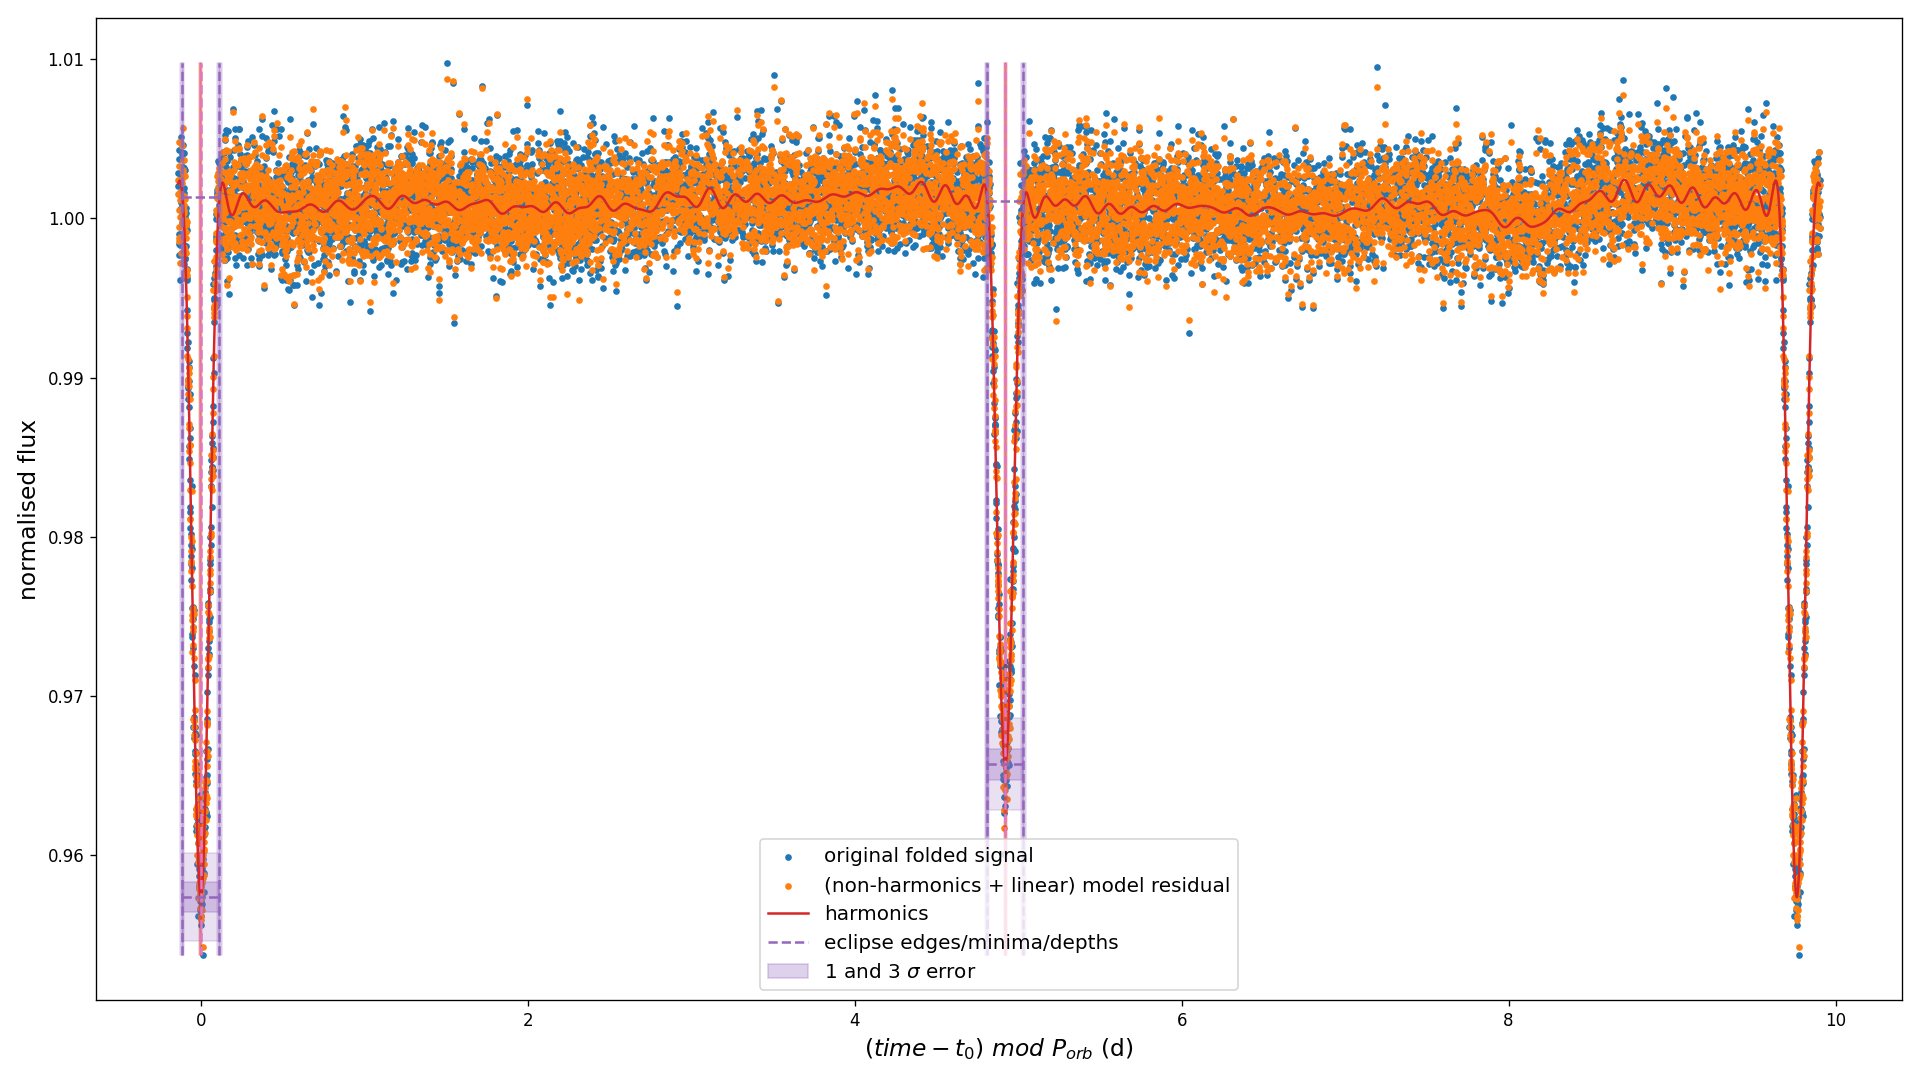 1.01
1.00
0.99
0.98
0.97
0.96
normalised flux
original folded signal
(non-harmonics + linear) model residual
harmonics
eclipse edges/minima/depths
1 and 3 σ error
0 2 4 6 8 10
(time − t₀) mod Pₒᵣb (d)